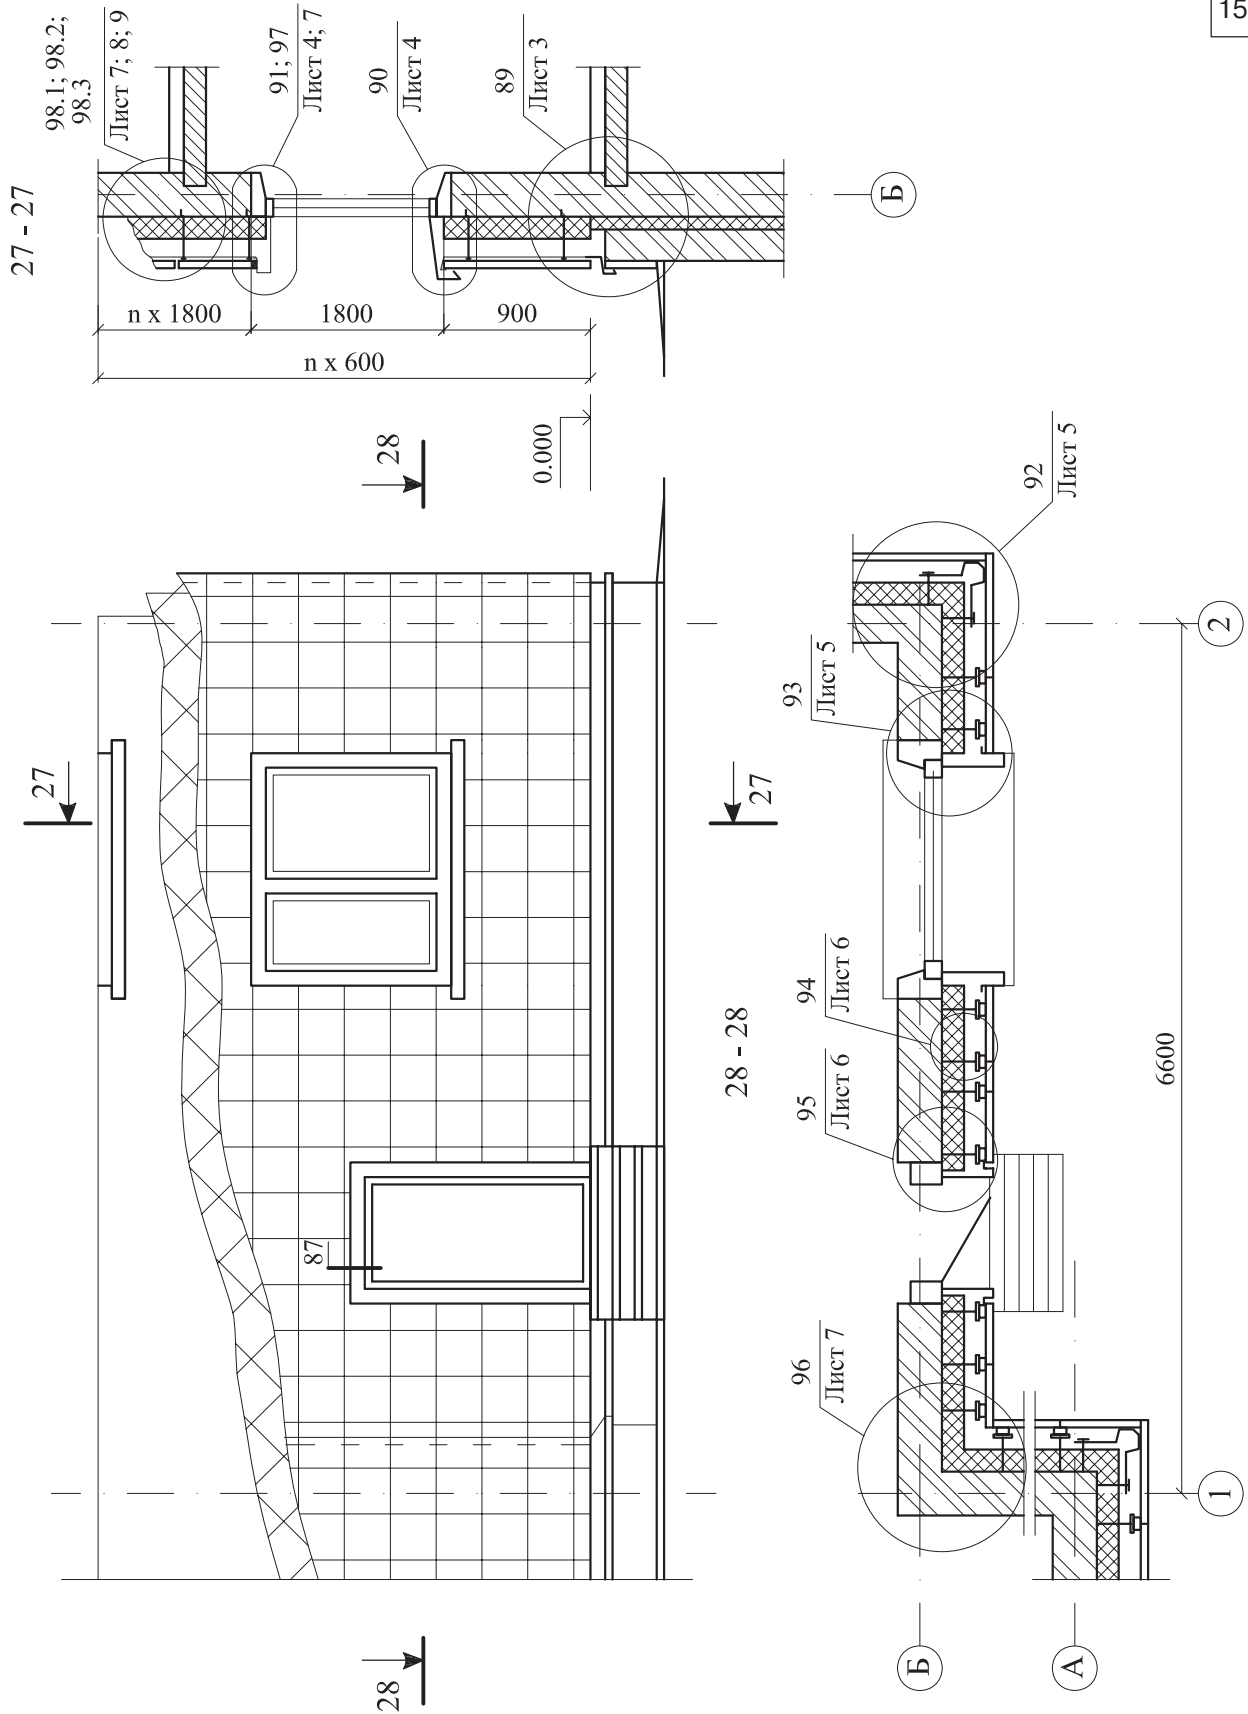 15
27 - 27
98.1; 98.2;
98.3
Лист 7; 8; 9
91; 97
Лист 4; 7
90
Лист 4
89
Лист 3
n x 1800
1800
900
n x 600
0.000
Б
28
28
27
27
87
28 - 28
96
Лист 7
95
Лист 6
94
Лист 6
93
Лист 5
92
Лист 5
6600
Б
А
1
2